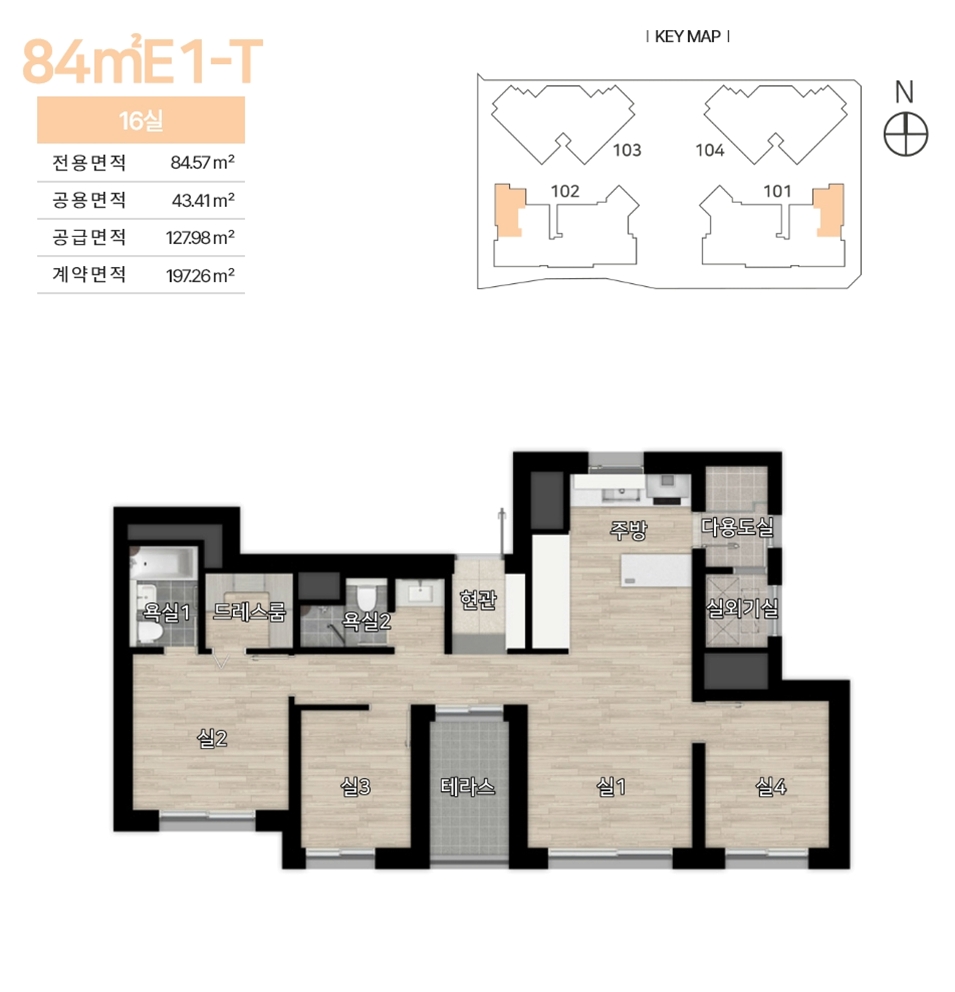 84㎡E1-T
16실
전용면적 84.57 m²
공용면적 43.41 m²
공급면적 127.98 m²
계약면적 197.26 m²
| KEY MAP |
N
103
104
102
101
주방
다용도실
욕실1
드레스룸
욕실2
현관
실외기실
실2
실3
테라스
실1
실4